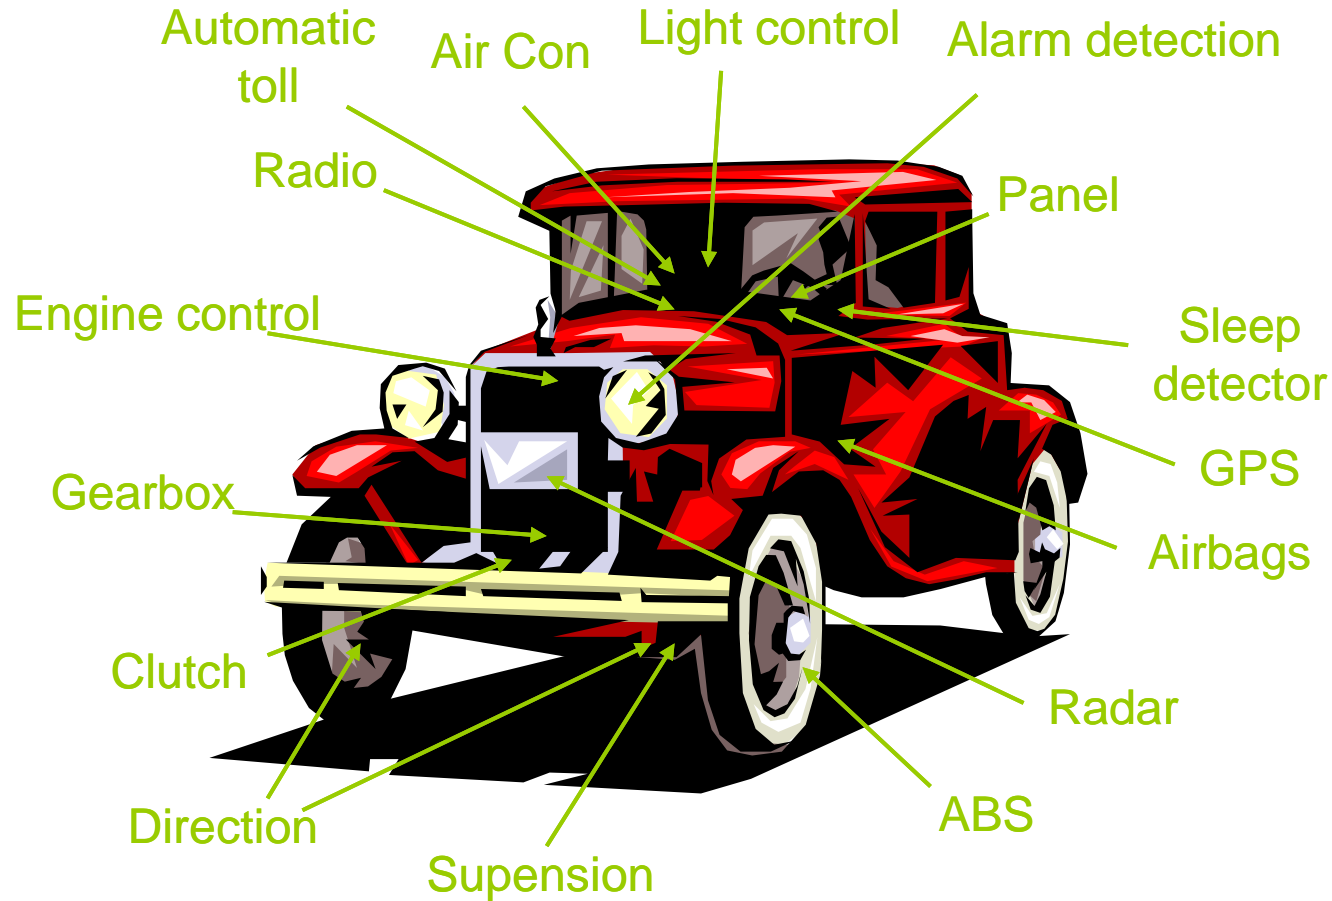 Automatic
toll
Air Con
Light control
Alarm detection
Radio
Panel
Engine control
Sleep
detector
GPS
Gearbox
Airbags
Clutch
Radar
Direction
ABS
Supension